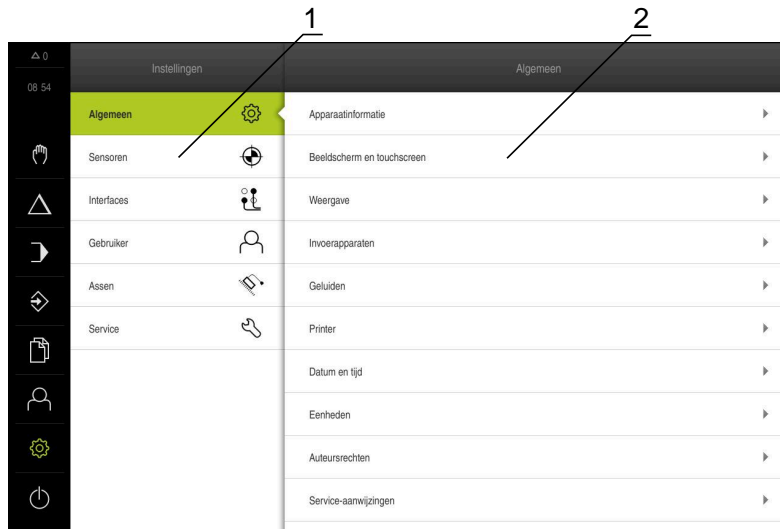 1 2
△ 0
08 54
Instellingen
Algemeen
Sensoren
Interfaces
Gebruiker
Assen
Service
Algemeen
Apparaatinformatie
Beeldscherm en touchscreen
Weergave
Invoerapparaten
Geluiden
Printer
Datum en tijd
Eenheden
Auteursrechten
Service-aanwijzingen